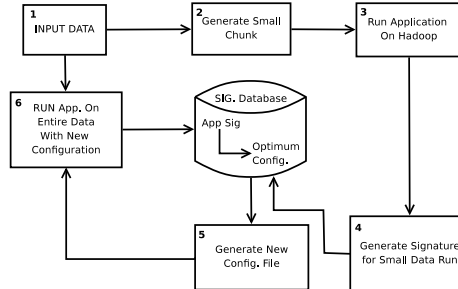 1
INPUT DATA
2
Generate Small
Chunk
3
Run Application
On Hadoop
6
RUN App. On
Entire Data
With New
Configuration
SIG. Database
App Sig
Optimum
Config.
5
Generate New
Config. File
4
Generate Signature
for Small Data Run